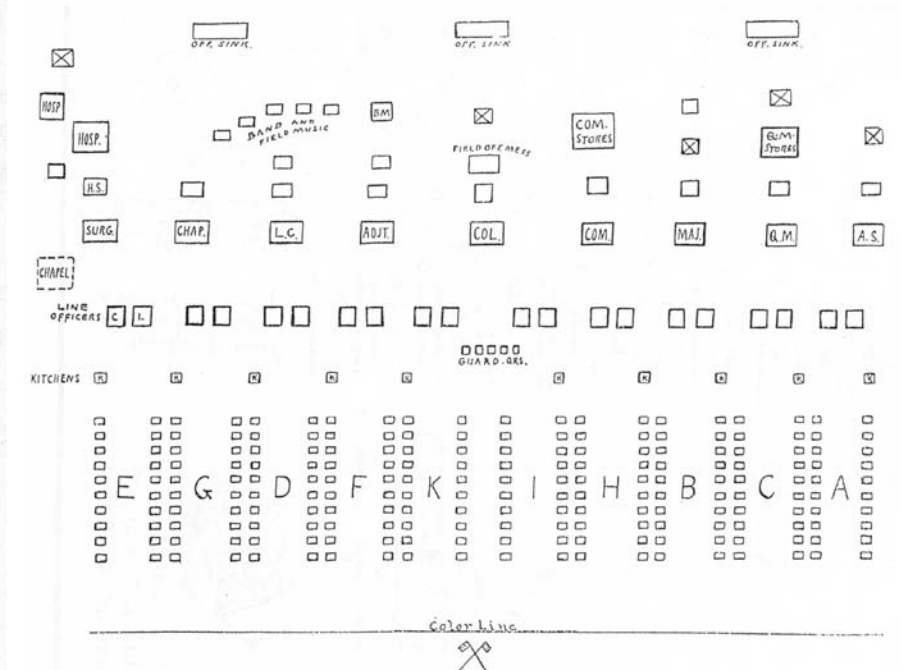 OFF. SINK.
OFF. SINK
OFF. SINK.
HOSP
HOSP.
BAND AND
FIELD MUSIC
B.M.
FIELD OFF. MESS
COM.
STORES
Q.M.
STORES
H.S.
SURG.
CHAP.
L.C.
ADJT.
COL.
COM.
MAJ.
Q.M.
A.S.
CHAPEL
LINE
OFFICERS C L
GUARD. QRS.
KITCHENS K K K K K K K K K K
E G D F K I H B C A
Color Line